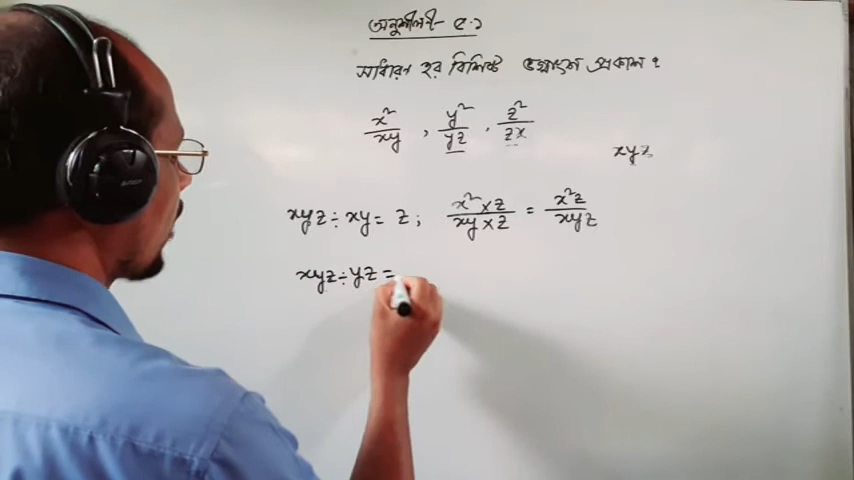 অনুশীলনী- ৫.১
সাধারণ হর বিশিষ্ট ভগ্নাংশে প্রকাশ ঃ
x²/xy , y²/yz , z²/zx
xyz
xyz ÷ xy = z ; x² × z / xy × z = x²z / xyz
xyz ÷ yz =